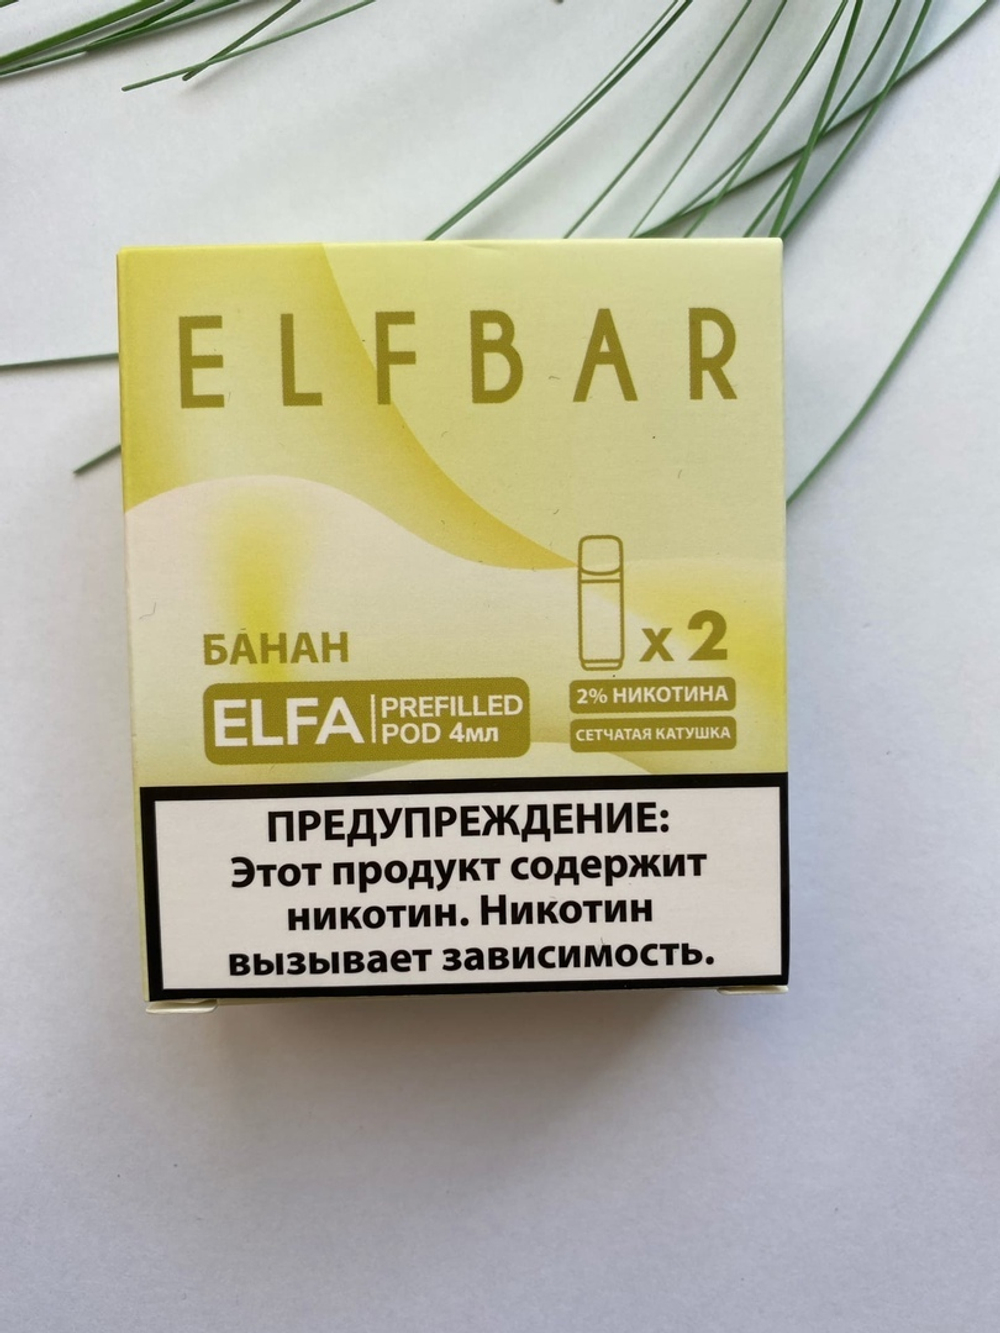 ELFBAR
БАНАН
x 2
ELFA PREFILLED
POD 4мл
2% НИКОТИНА
СЕТЧАТАЯ КАТУШКА
ПРЕДУПРЕЖДЕНИЕ:
Этот продукт содержит
никотин. Никотин
вызывает зависимость.